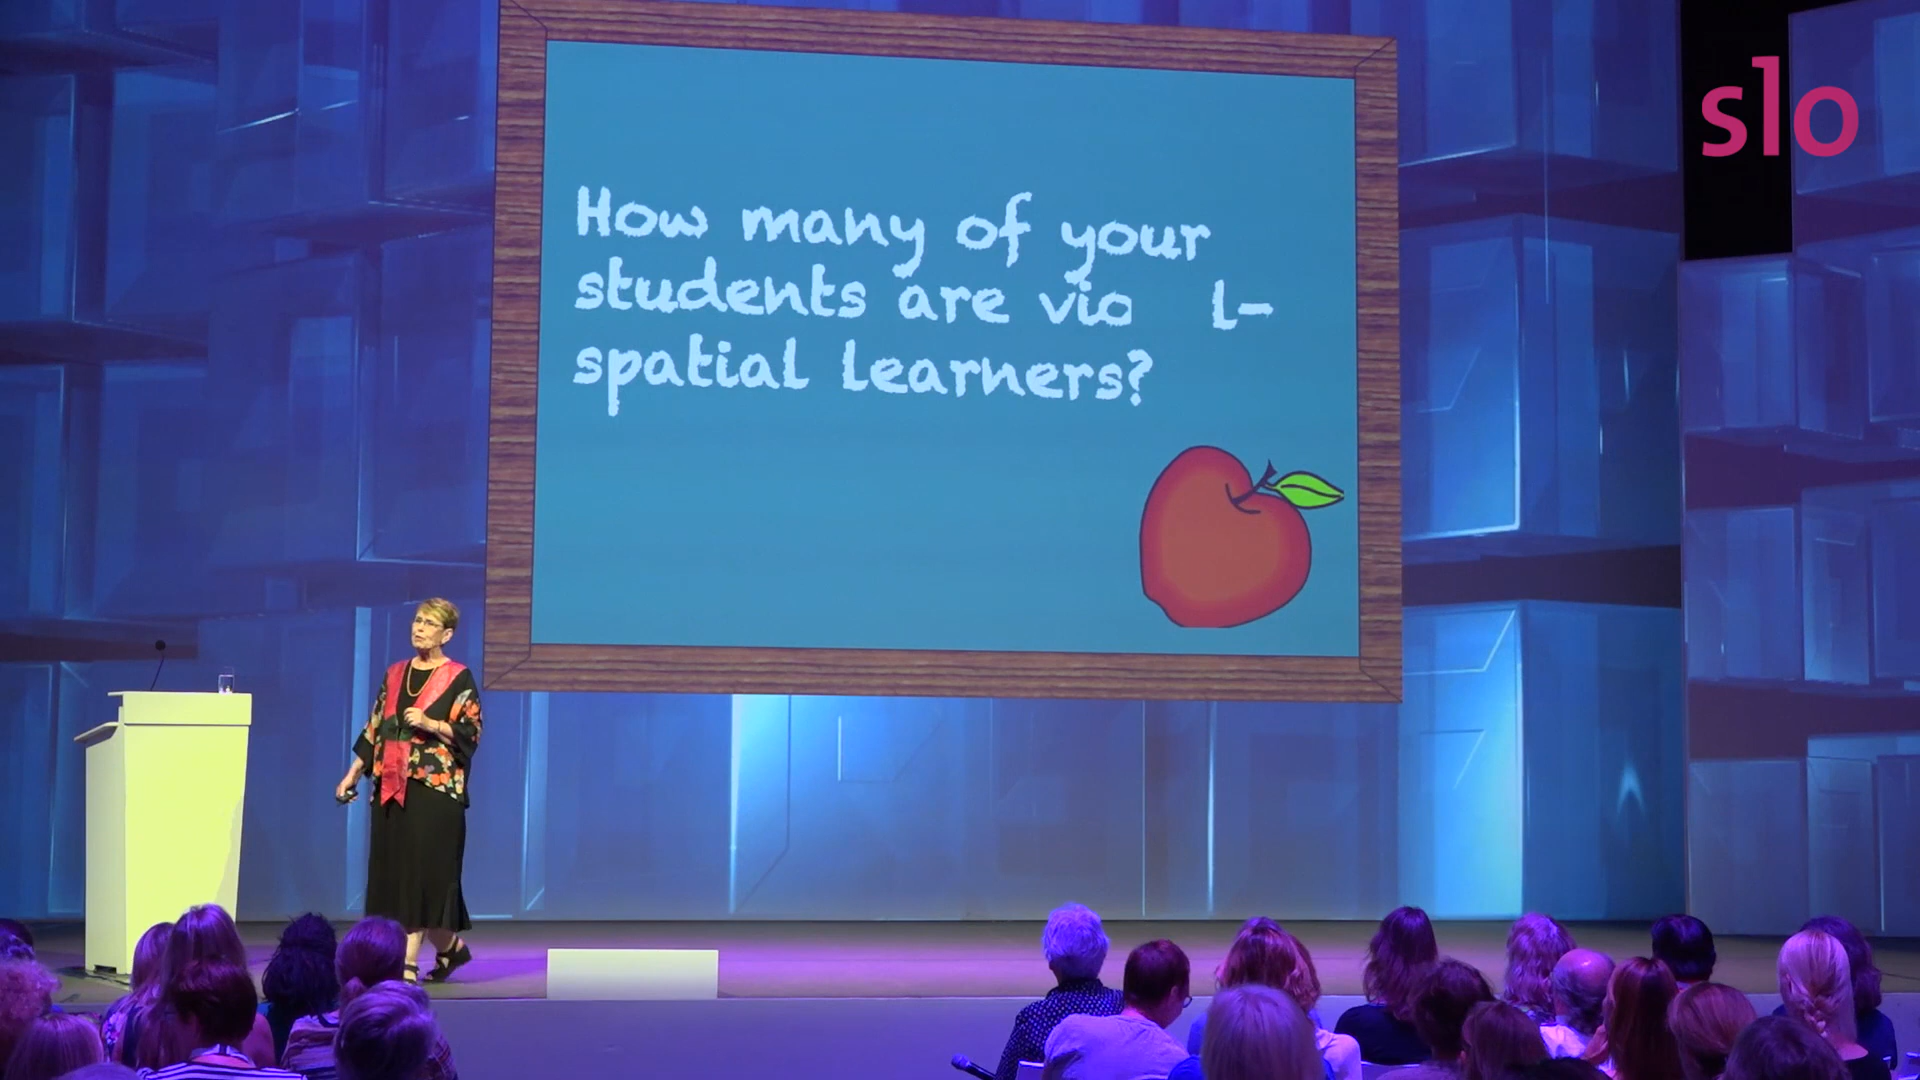 slo
How many of your
students are vio l-
spatial learners?